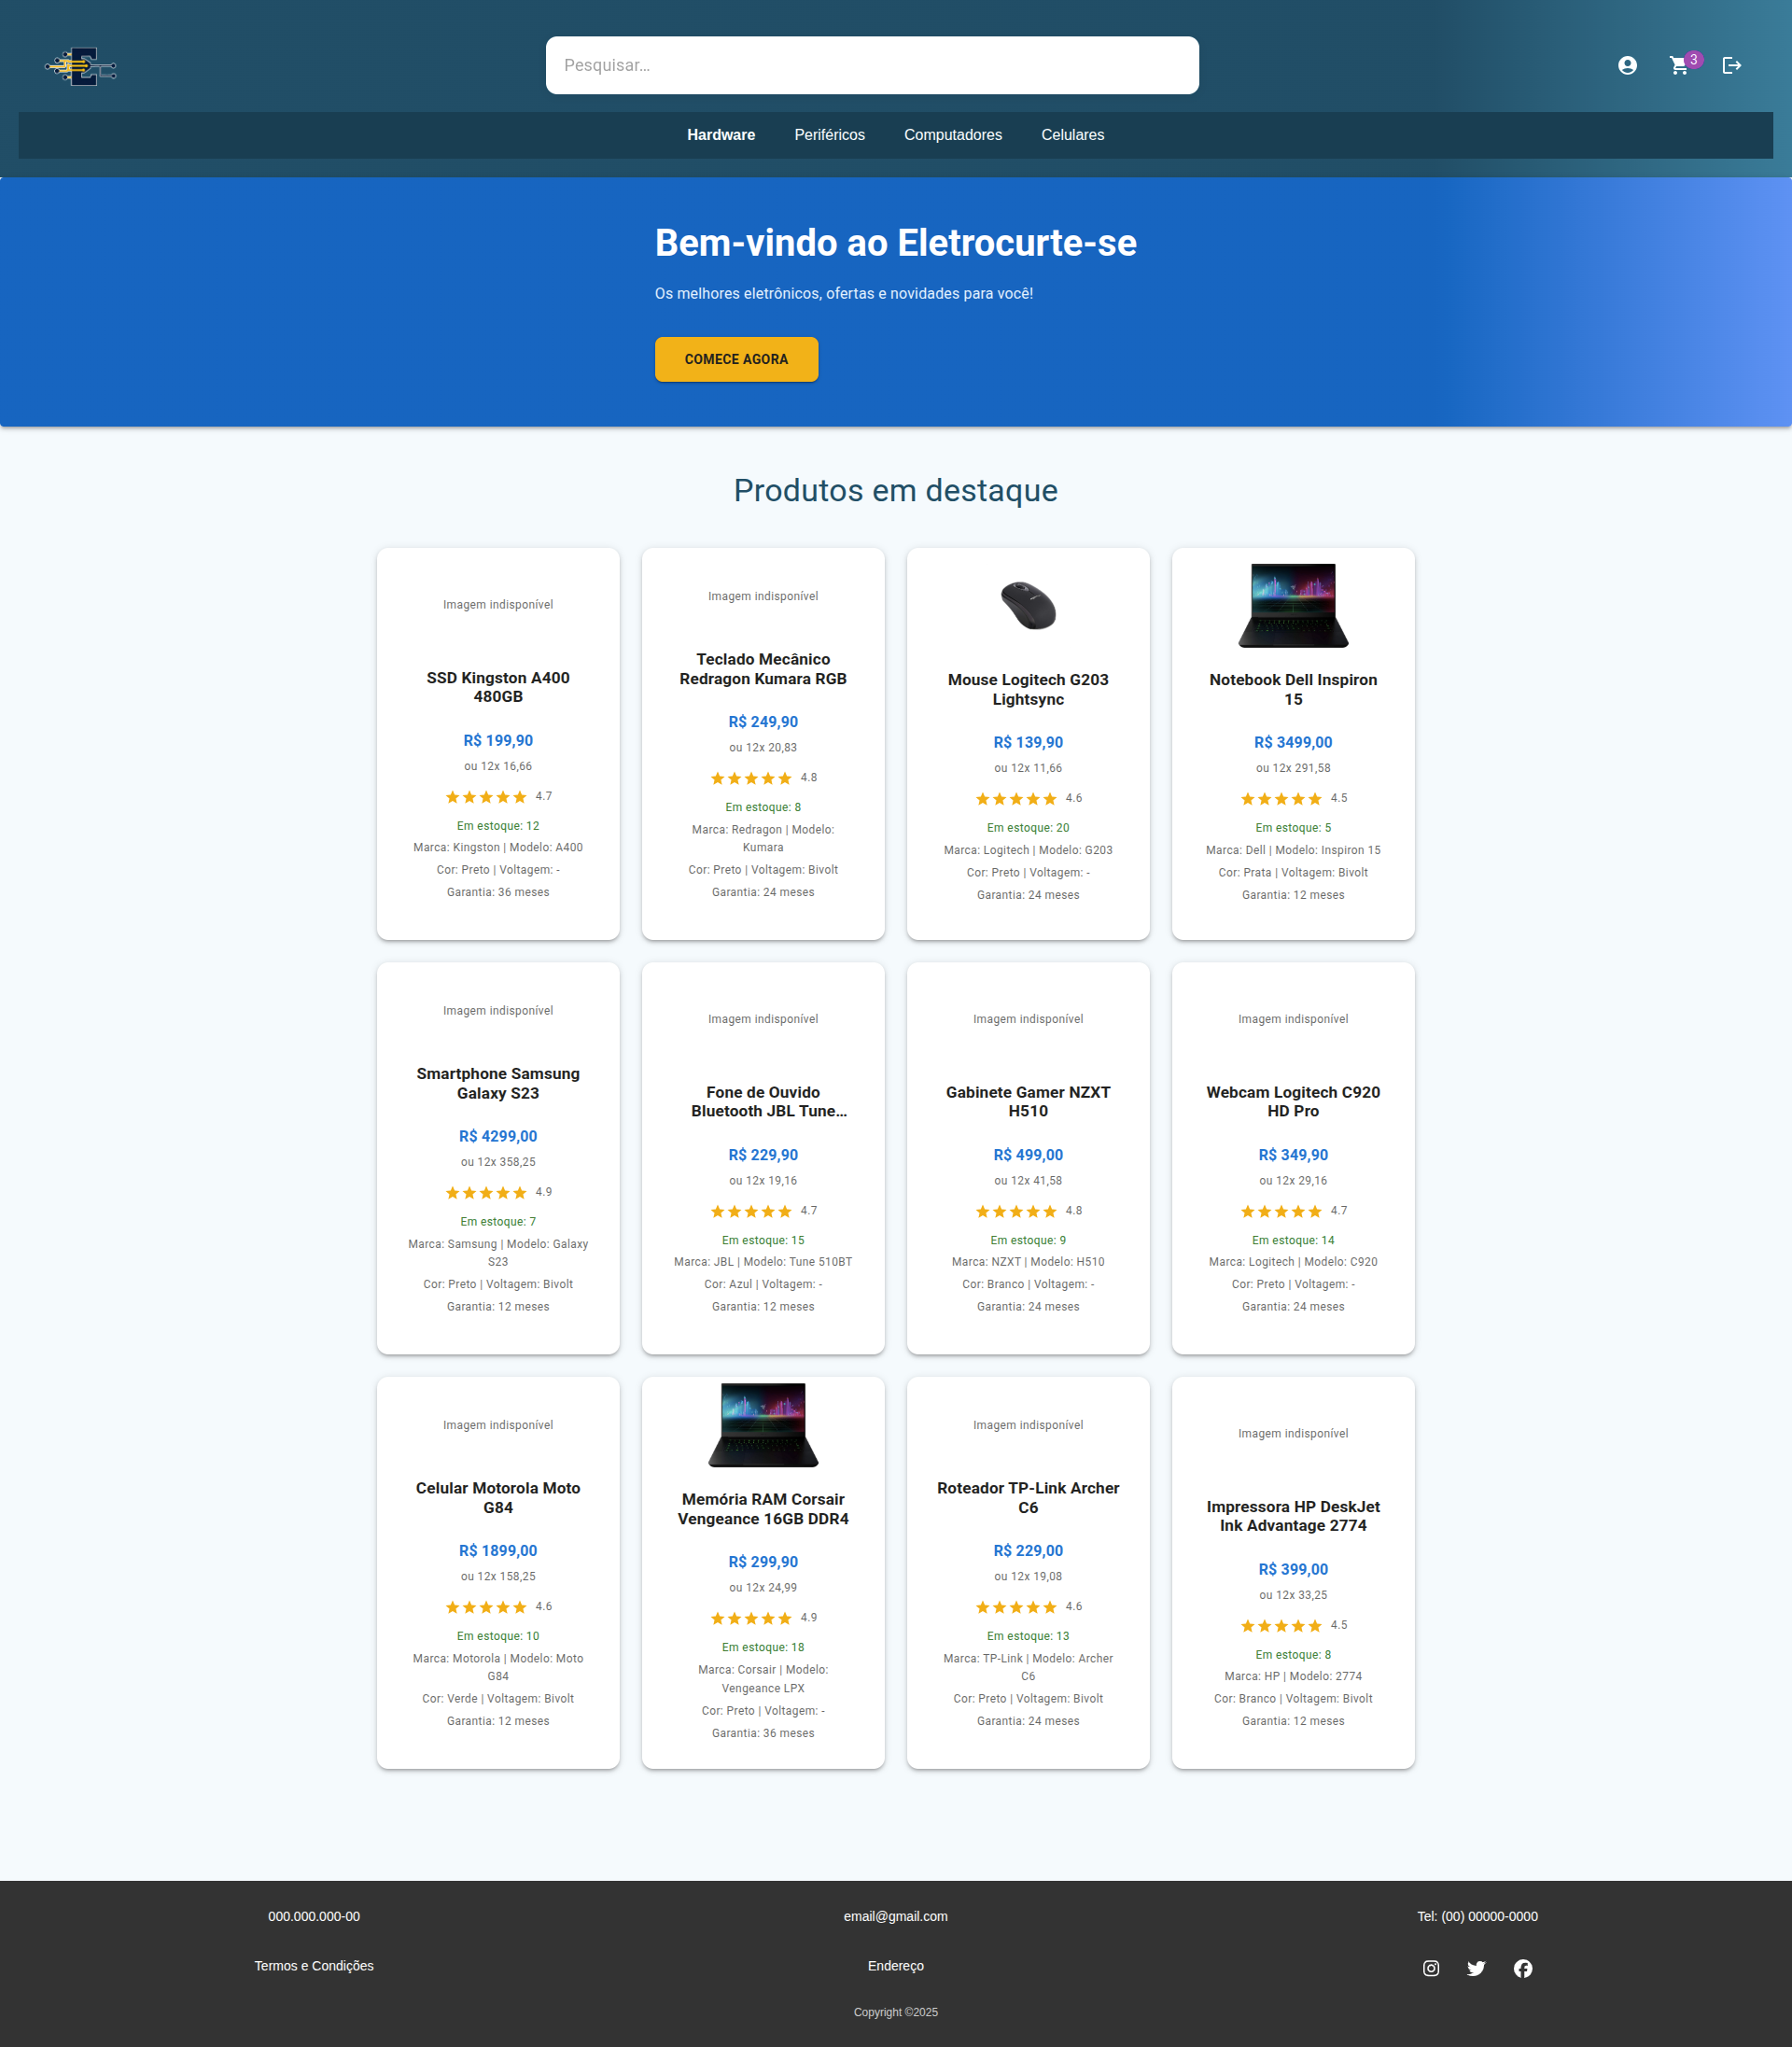 Pesquisar...
3
Hardware
Periféricos
Computadores
Celulares
Bem-vindo ao Eletrocurte-se
Os melhores eletrônicos, ofertas e novidades para você!
COMECE AGORA
Produtos em destaque
Imagem indisponível
SSD Kingston A400
480GB
R$ 199,90
ou 12x 16,66
4.7
Em estoque: 12
Marca: Kingston | Modelo: A400
Cor: Preto | Voltagem: -
Garantia: 36 meses
Imagem indisponível
Teclado Mecânico
Redragon Kumara RGB
R$ 249,90
ou 12x 20,83
4.8
Em estoque: 8
Marca: Redragon | Modelo:
Kumara
Cor: Preto | Voltagem: Bivolt
Garantia: 24 meses
Mouse Logitech G203
Lightsync
R$ 139,90
ou 12x 11,66
4.6
Em estoque: 20
Marca: Logitech | Modelo: G203
Cor: Preto | Voltagem: -
Garantia: 24 meses
Notebook Dell Inspiron
15
R$ 3499,00
ou 12x 291,58
4.5
Em estoque: 5
Marca: Dell | Modelo: Inspiron 15
Cor: Prata | Voltagem: Bivolt
Garantia: 12 meses
Imagem indisponível
Smartphone Samsung
Galaxy S23
R$ 4299,00
ou 12x 358,25
4.9
Em estoque: 7
Marca: Samsung | Modelo: Galaxy
S23
Cor: Preto | Voltagem: Bivolt
Garantia: 12 meses
Imagem indisponível
Fone de Ouvido
Bluetooth JBL Tune...
R$ 229,90
ou 12x 19,16
4.7
Em estoque: 15
Marca: JBL | Modelo: Tune 510BT
Cor: Azul | Voltagem: -
Garantia: 12 meses
Imagem indisponível
Gabinete Gamer NZXT
H510
R$ 499,00
ou 12x 41,58
4.8
Em estoque: 9
Marca: NZXT | Modelo: H510
Cor: Branco | Voltagem: -
Garantia: 24 meses
Imagem indisponível
Webcam Logitech C920
HD Pro
R$ 349,90
ou 12x 29,16
4.7
Em estoque: 14
Marca: Logitech | Modelo: C920
Cor: Preto | Voltagem: -
Garantia: 24 meses
Imagem indisponível
Celular Motorola Moto
G84
R$ 1899,00
ou 12x 158,25
4.6
Em estoque: 10
Marca: Motorola | Modelo: Moto
G84
Cor: Verde | Voltagem: Bivolt
Garantia: 12 meses
Memória RAM Corsair
Vengeance 16GB DDR4
R$ 299,90
ou 12x 24,99
4.9
Em estoque: 18
Marca: Corsair | Modelo:
Vengeance LPX
Cor: Preto | Voltagem: -
Garantia: 36 meses
Imagem indisponível
Roteador TP-Link Archer
C6
R$ 229,00
ou 12x 19,08
4.6
Em estoque: 13
Marca: TP-Link | Modelo: Archer
C6
Cor: Preto | Voltagem: Bivolt
Garantia: 24 meses
Imagem indisponível
Impressora HP DeskJet
Ink Advantage 2774
R$ 399,00
ou 12x 33,25
4.5
Em estoque: 8
Marca: HP | Modelo: 2774
Cor: Branco | Voltagem: Bivolt
Garantia: 12 meses
000.000.000-00
email@gmail.com
Tel: (00) 00000-0000
Termos e Condições
Endereço
Copyright ©2025